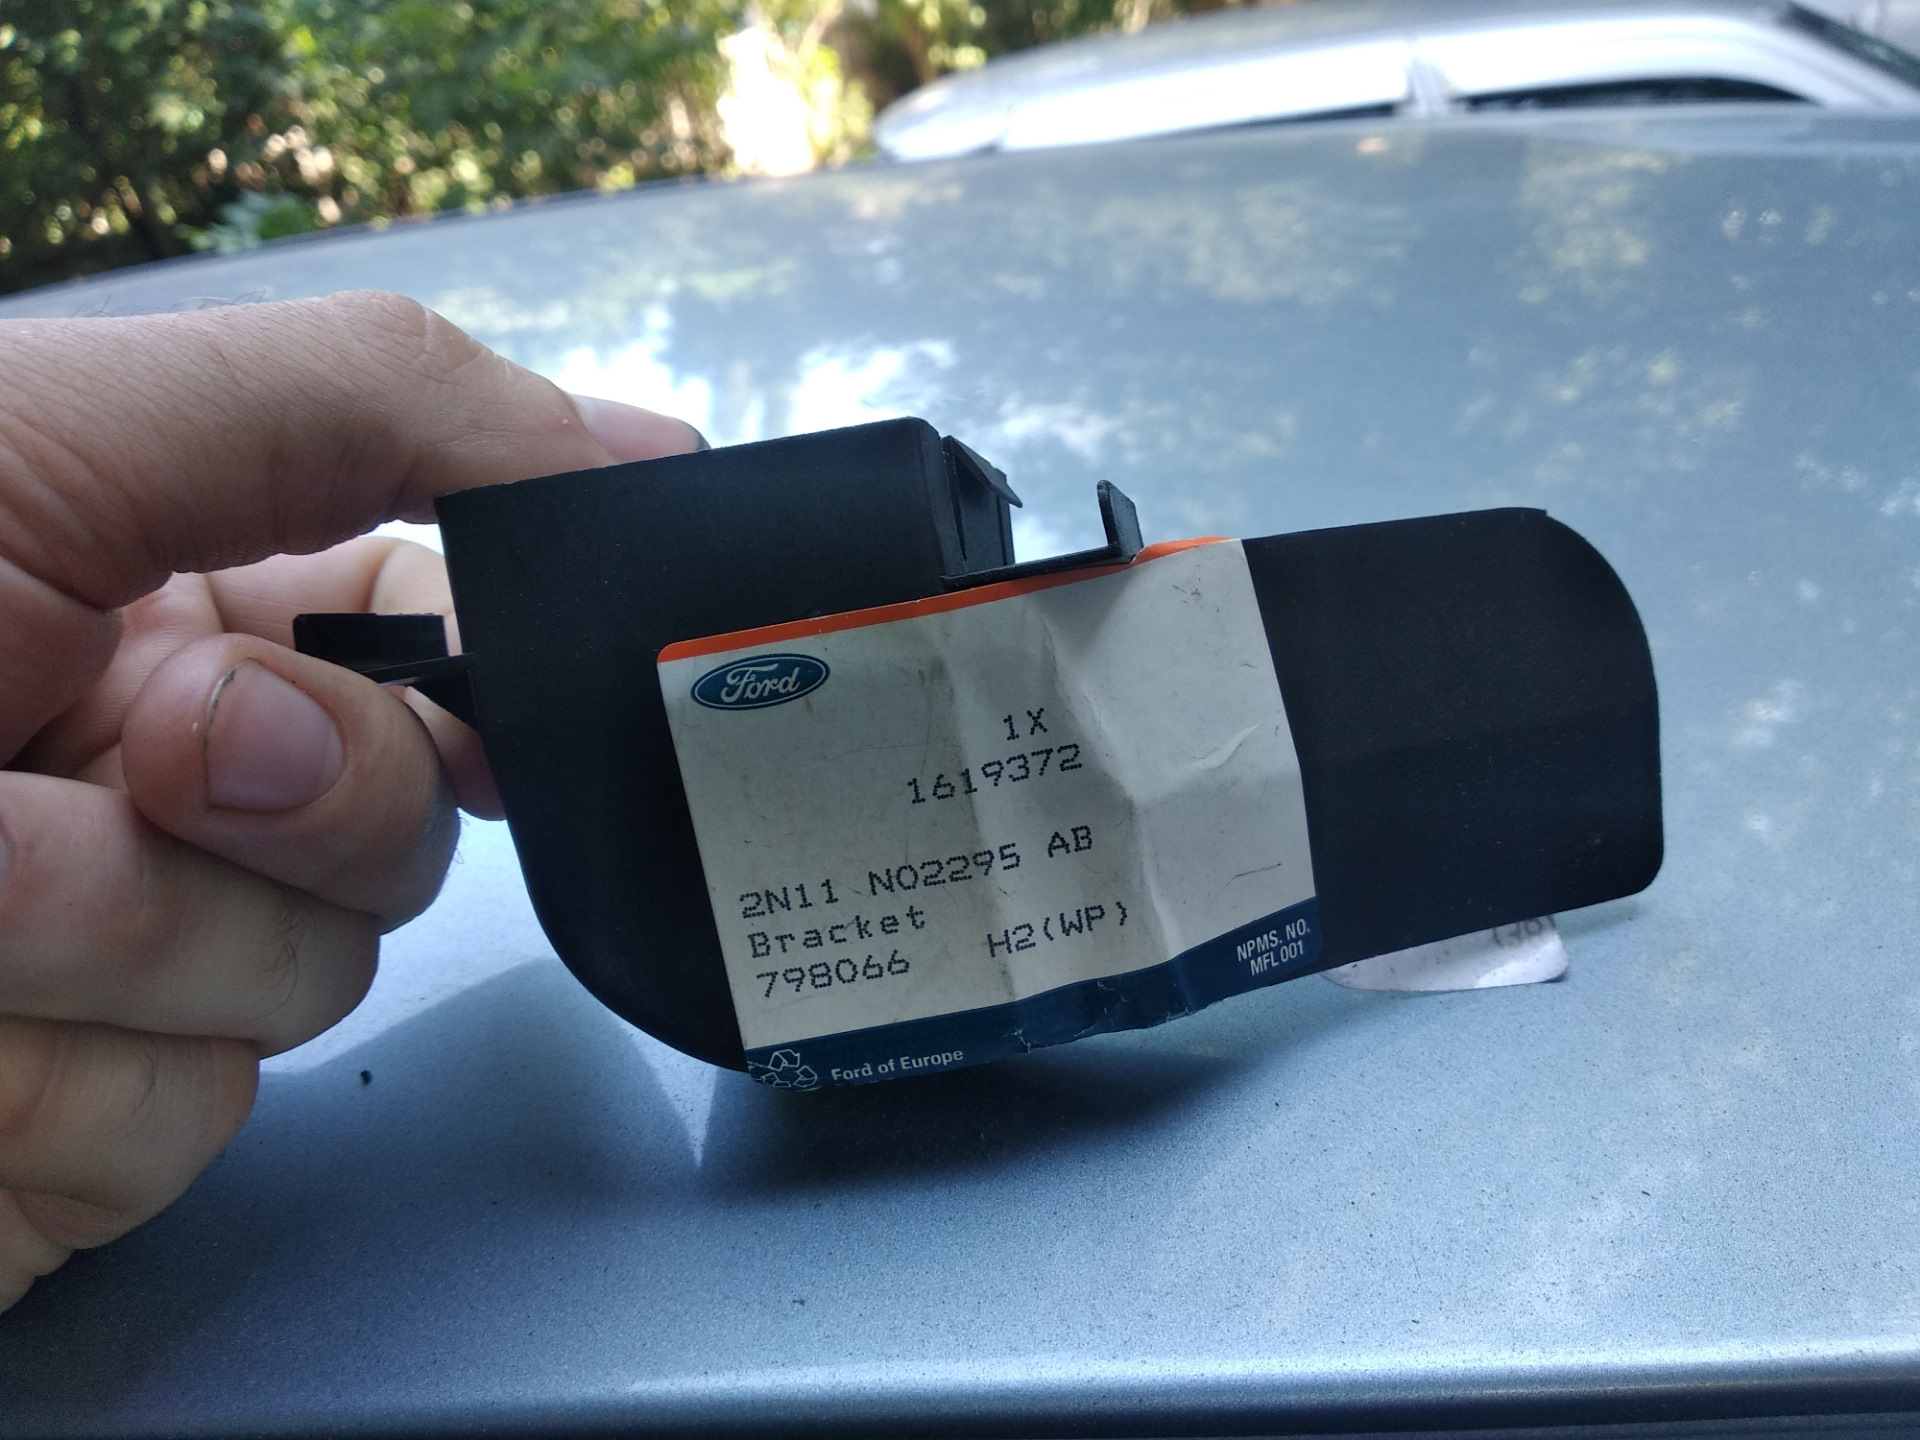 Ford
1X
1619372
2N11 N02295 AB
Bracket
798066 H2(WP)
NPMS. NO.
MFL 001
Ford of Europe